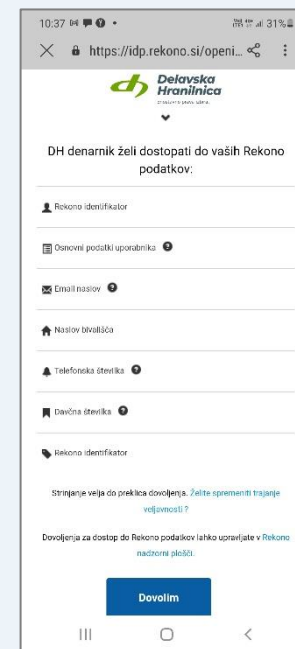 10:37
31%
https://idp.rekono.si/openi...
Delavska
Hranilnica
DH denarnik želi dostopati do vaših Rekono
podatkov:
Rekono identifikator
Osnovni podatki uporabnika ?
Email naslov ?
Naslov bivališča
Telefonska številka ?
Davčna številka ?
Rekono identifikator
Strinjanje velja do preklica dovoljenja. Želite spremeniti trajanje
veljavnosti ?
Dovoljenja za dostop do Rekono podatkov lahko upravljate v Rekono
nadzorni plošči.
Dovolim